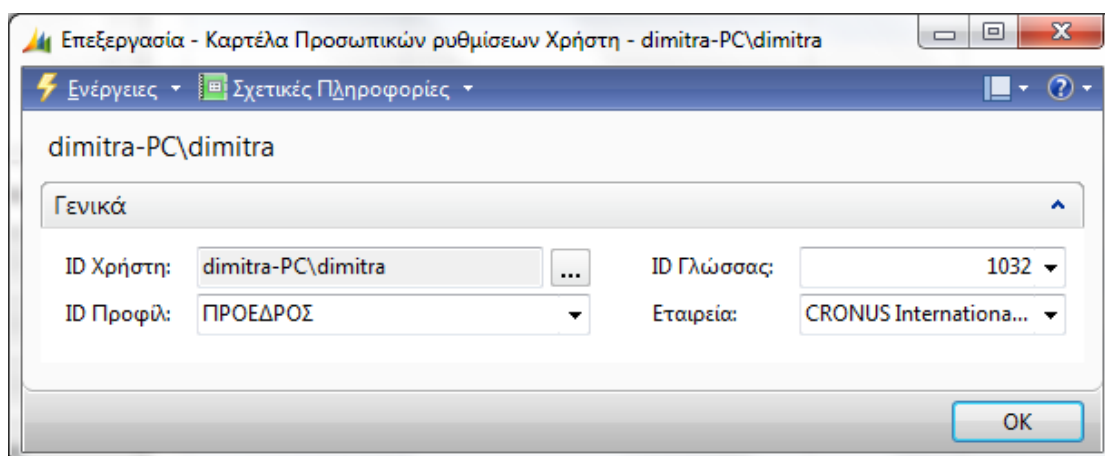 Επεξεργασία - Καρτέλα Προσωπικών ρυθμίσεων Χρήστη - dimitra-PC\dimitra
Ενέργειες Σχετικές Πληροφορίες
dimitra-PC\dimitra
Γενικά
ID Χρήστη: dimitra-PC\dimitra ... ID Γλώσσας: 1032
ID Προφίλ: ΠΡΟΕΔΡΟΣ Εταιρεία: CRONUS Internationa...
OK